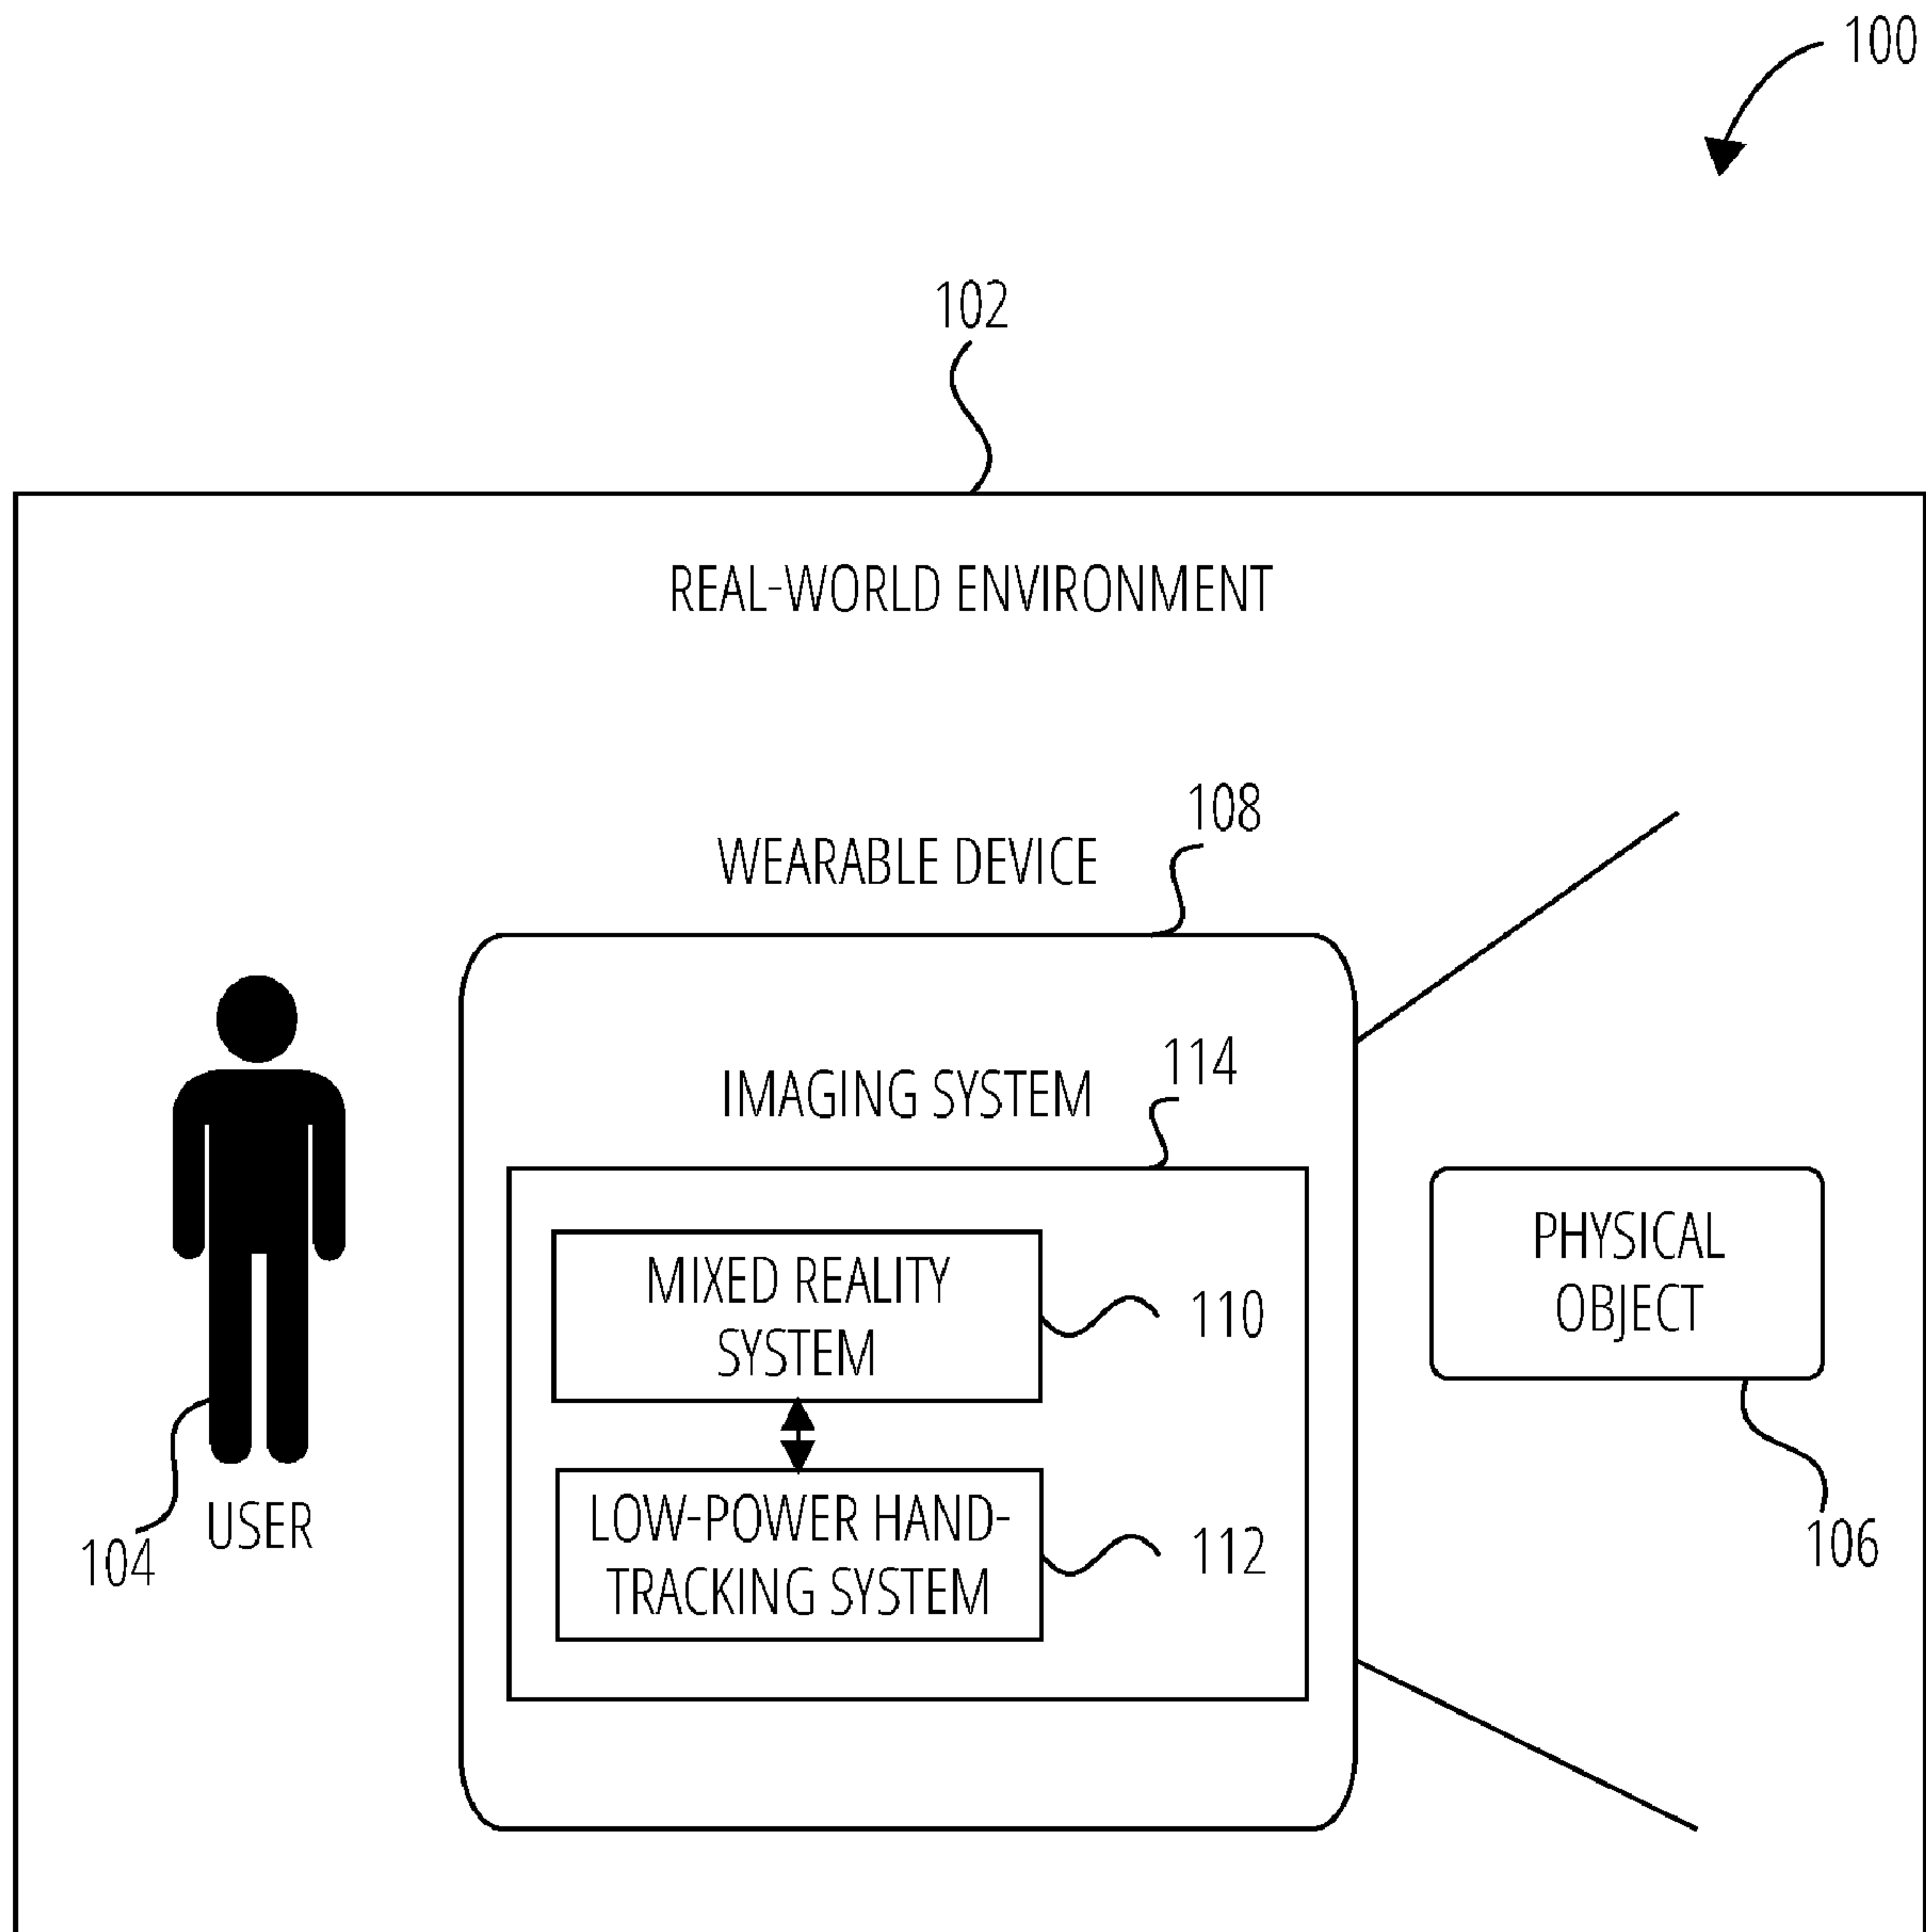 100
102
REAL-WORLD ENVIRONMENT
108
WEARABLE DEVICE
114
IMAGING SYSTEM
MIXED REALITY
SYSTEM
110
PHYSICAL
OBJECT
LOW-POWER HAND-
TRACKING SYSTEM
112
USER
104
106